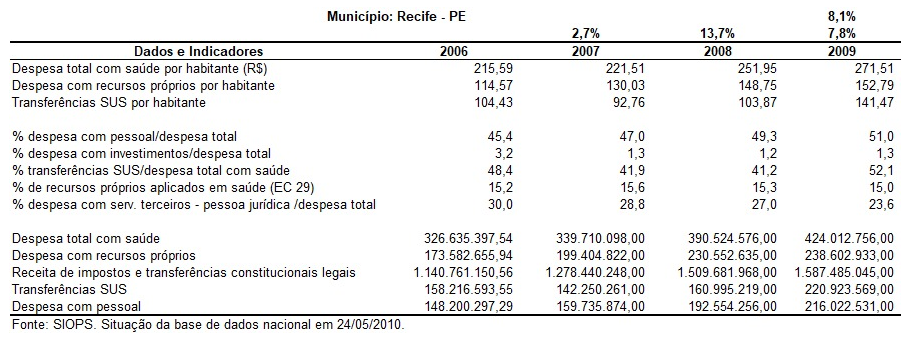 Município: Recife - PE 8,1%
2,7% 13,7% 7,8%
Dados e Indicadores 2006 2007 2008 2009
Despesa total com saúde por habitante (R$) 215,59 221,51 251,95 271,51
Despesa com recursos próprios por habitante 114,57 130,03 148,75 152,79
Transferências SUS por habitante 104,43 92,76 103,87 141,47
% despesa com pessoal/despesa total 45,4 47,0 49,3 51,0
% despesa com investimentos/despesa total 3,2 1,3 1,2 1,3
% transferências SUS/despesa total com saúde 48,4 41,9 41,2 52,1
% de recursos próprios aplicados em saúde (EC 29) 15,2 15,6 15,3 15,0
% despesa com serv. terceiros - pessoa jurídica /despesa total 30,0 28,8 27,0 23,6
Despesa total com saúde 326.635.397,54 339.710.098,00 390.524.576,00 424.012.756,00
Despesa com recursos próprios 173.582.655,94 199.404.822,00 230.552.635,00 238.602.933,00
Receita de impostos e transferências constitucionais legais 1.140.761.150,56 1.278.440.248,00 1.509.681.968,00 1.587.485.045,00
Transferências SUS 158.216.593,55 142.250.261,00 160.995.219,00 220.923.569,00
Despesa com pessoal 148.200.297,29 159.735.874,00 192.554.256,00 216.022.531,00
Fonte: SIOPS. Situação da base de dados nacional em 24/05/2010.